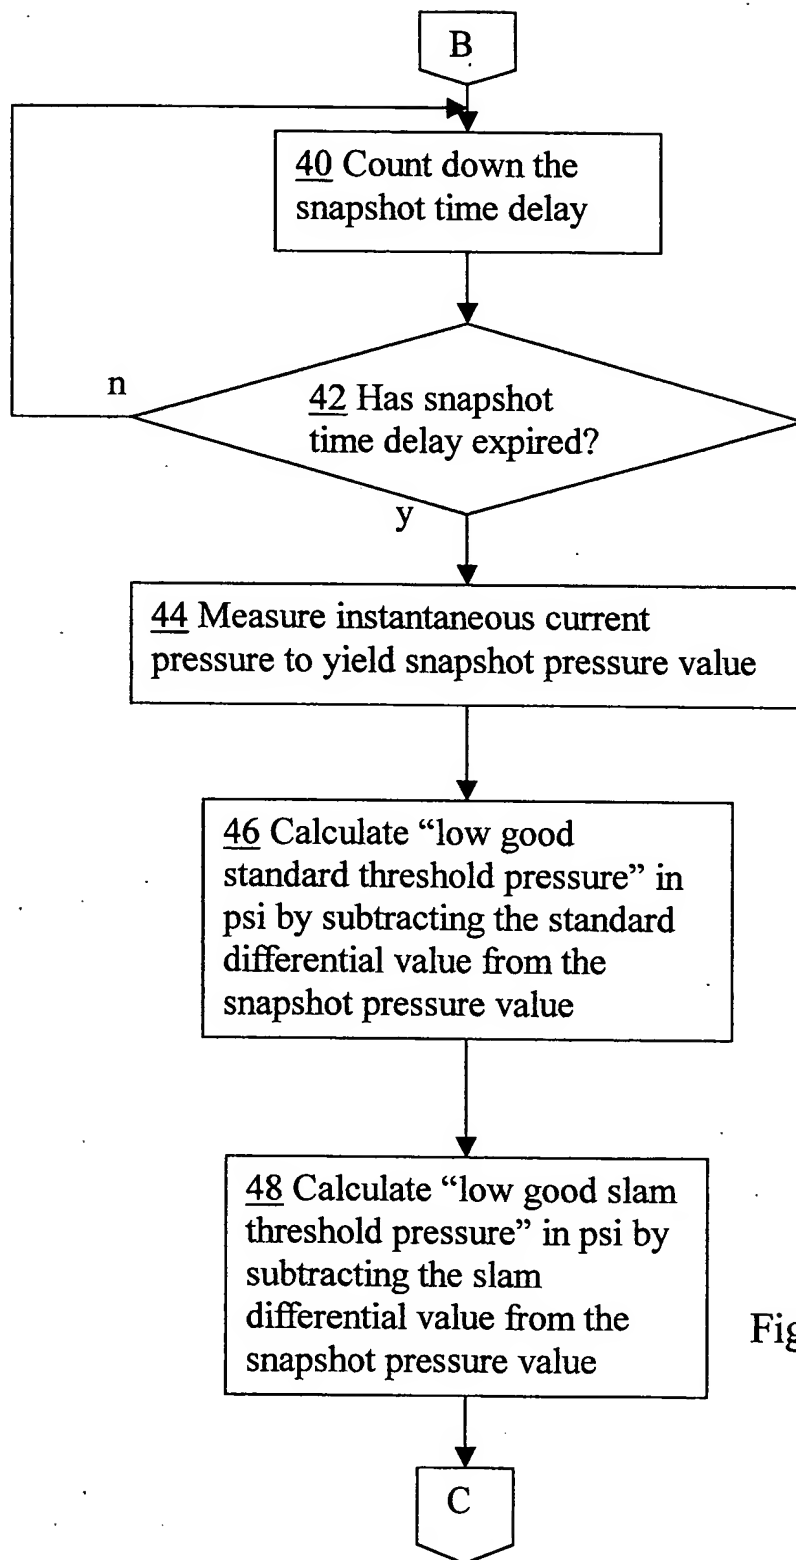 B
40 Count down the
snapshot time delay
n
42 Has snapshot
time delay expired?
y
44 Measure instantaneous current
pressure to yield snapshot pressure value
46 Calculate “low good
standard threshold pressure” in
psi by subtracting the standard
differential value from the
snapshot pressure value
48 Calculate “low good slam
threshold pressure” in psi by
subtracting the slam
differential value from the
snapshot pressure value
Fig
C